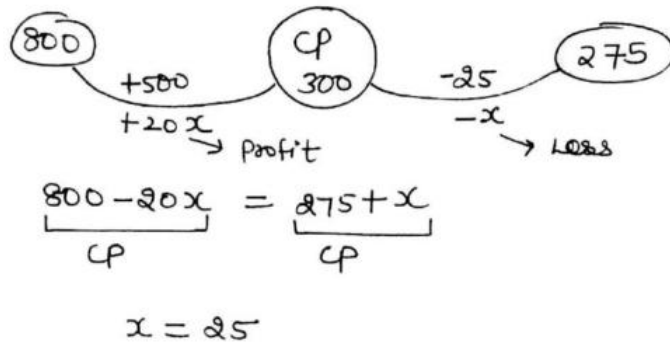 800 CP 300 275
+500 -25
+20x -x
→ Profit → Loss
800 - 20x = 275 + x
CP CP
x = 25